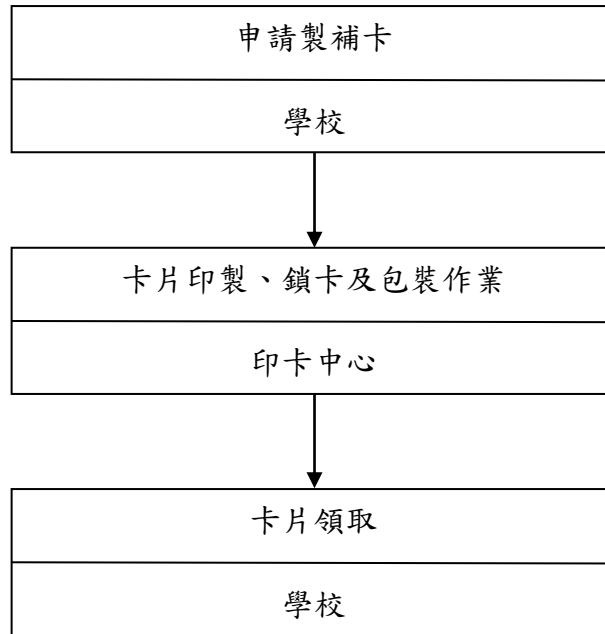 申請製補卡
學校
卡片印製、鎖卡及包裝作業
印卡中心
卡片領取
學校